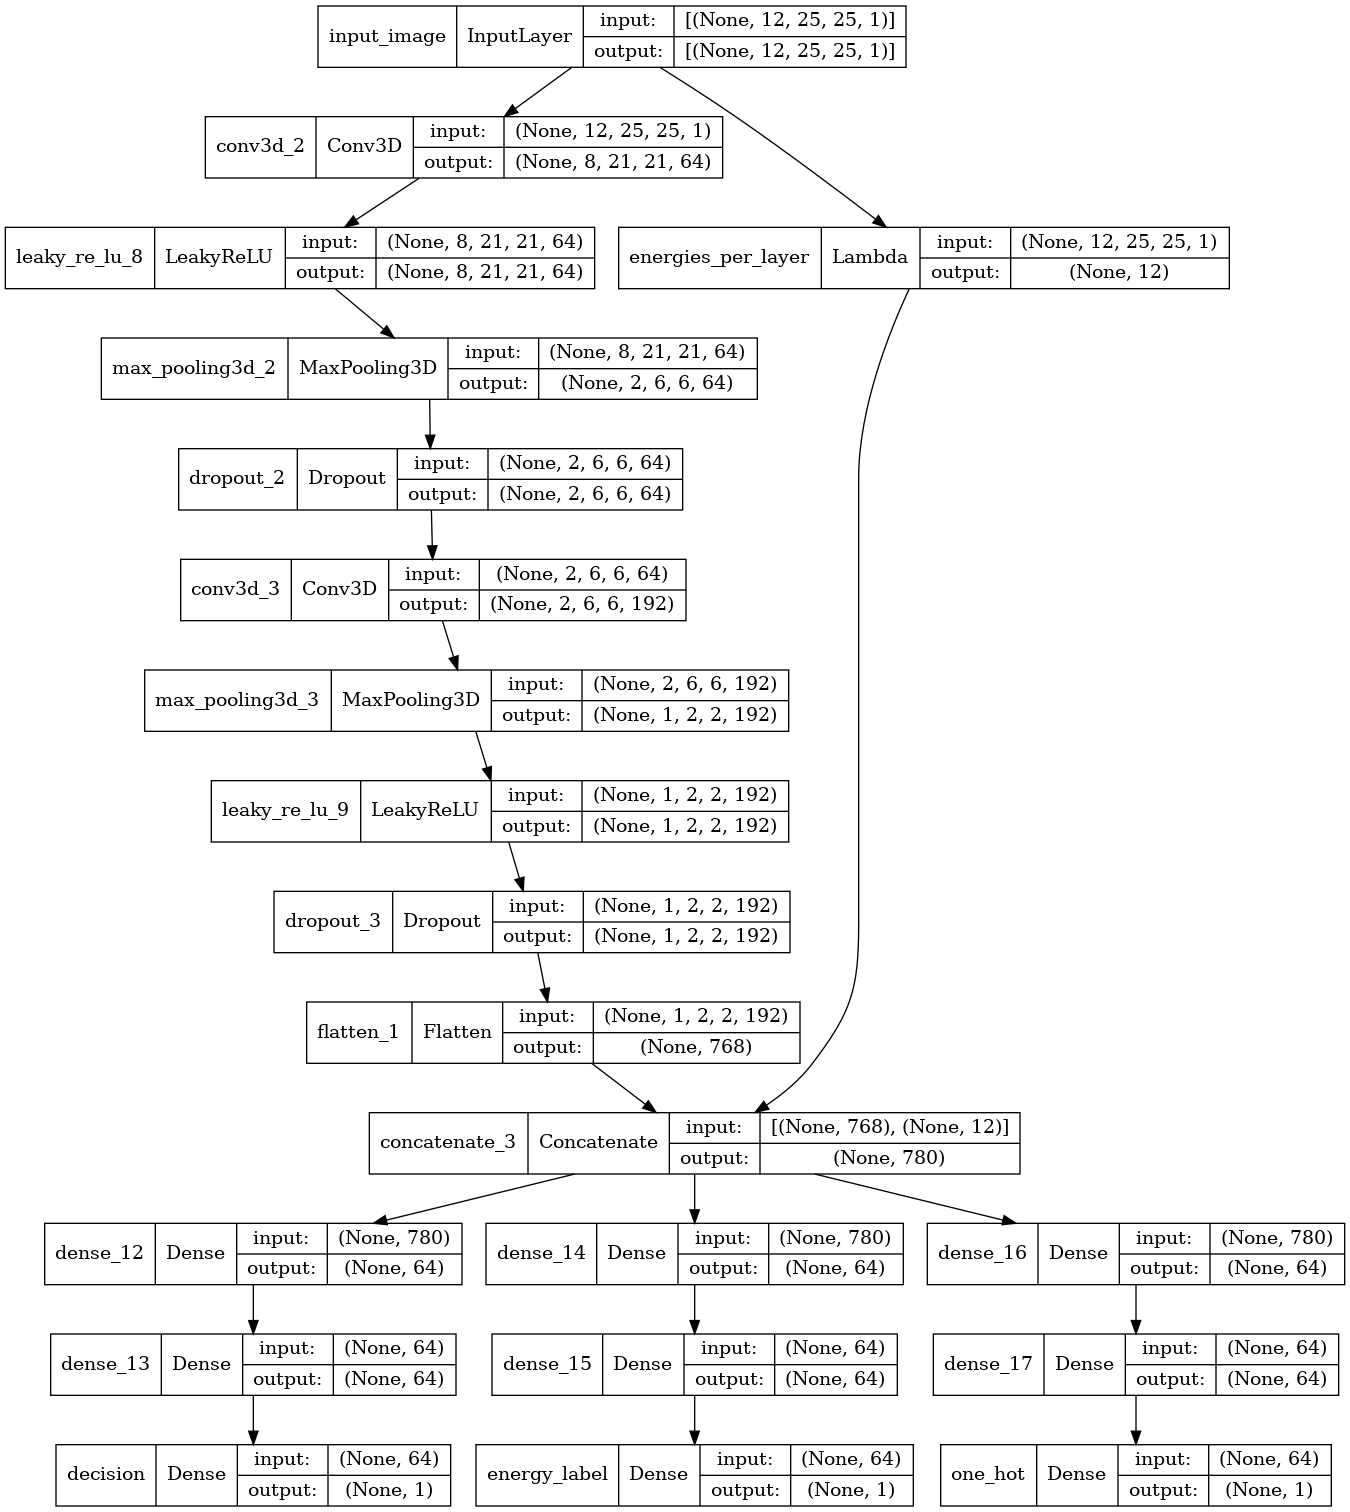 input_image InputLayer input: [(None, 12, 25, 25, 1)]
output: [(None, 12, 25, 25, 1)]
conv3d_2 Conv3D input: (None, 12, 25, 25, 1)
output: (None, 8, 21, 21, 64)
leaky_re_lu_8 LeakyReLU input: (None, 8, 21, 21, 64)
output: (None, 8, 21, 21, 64)
energies_per_layer Lambda input: (None, 12, 25, 25, 1)
output: (None, 12)
max_pooling3d_2 MaxPooling3D input: (None, 8, 21, 21, 64)
output: (None, 2, 6, 6, 64)
dropout_2 Dropout input: (None, 2, 6, 6, 64)
output: (None, 2, 6, 6, 64)
conv3d_3 Conv3D input: (None, 2, 6, 6, 64)
output: (None, 2, 6, 6, 192)
max_pooling3d_3 MaxPooling3D input: (None, 2, 6, 6, 192)
output: (None, 1, 2, 2, 192)
leaky_re_lu_9 LeakyReLU input: (None, 1, 2, 2, 192)
output: (None, 1, 2, 2, 192)
dropout_3 Dropout input: (None, 1, 2, 2, 192)
output: (None, 1, 2, 2, 192)
flatten_1 Flatten input: (None, 1, 2, 2, 192)
output: (None, 768)
concatenate_3 Concatenate input: [(None, 768), (None, 12)]
output: (None, 780)
dense_12 Dense input: (None, 780)
output: (None, 64)
dense_14 Dense input: (None, 780)
output: (None, 64)
dense_16 Dense input: (None, 780)
output: (None, 64)
dense_13 Dense input: (None, 64)
output: (None, 64)
dense_15 Dense input: (None, 64)
output: (None, 64)
dense_17 Dense input: (None, 64)
output: (None, 64)
decision Dense input: (None, 64)
output: (None, 1)
energy_label Dense input: (None, 64)
output: (None, 1)
one_hot Dense input: (None, 64)
output: (None, 1)